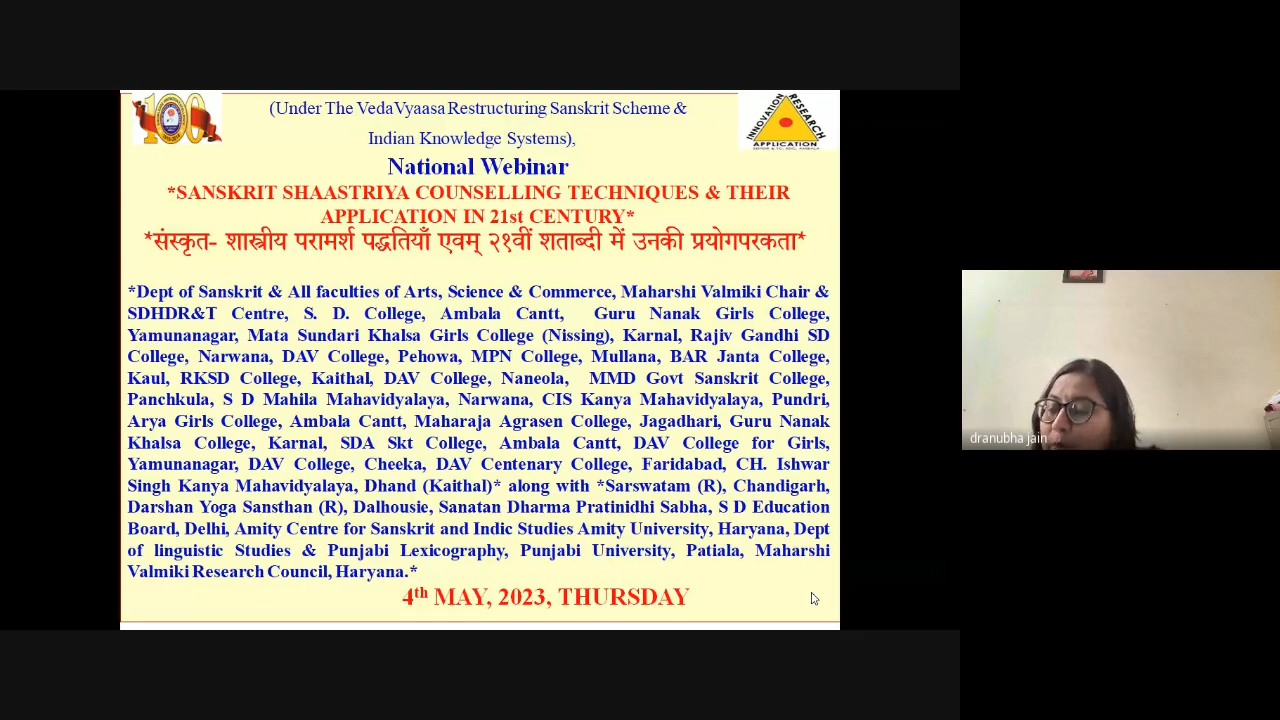 100
INNOVATION RESEARCH
APPLICATION
(Under The VedaVyaasa Restructuring Sanskrit Scheme &
Indian Knowledge Systems),
National Webinar
*SANSKRIT SHAASTRIYA COUNSELLING TECHNIQUES & THEIR
APPLICATION IN 21st CENTURY*
*संस्कृत- शास्त्रीय परामर्श पद्धतियाँ एवम् २१वीं शताब्दी में उनकी प्रयोगपरकता*
*Dept of Sanskrit & All faculties of Arts, Science & Commerce, Maharshi Valmiki Chair &
SDHDR&T Centre, S. D. College, Ambala Cantt, Guru Nanak Girls College,
Yamunanagar, Mata Sundari Khalsa Girls College (Nissing), Karnal, Rajiv Gandhi SD
College, Narwana, DAV College, Pehowa, MPN College, Mullana, BAR Janta College,
Kaul, RKSD College, Kaithal, DAV College, Naneola, MMD Govt Sanskrit College,
Panchkula, S D Mahila Mahavidyalaya, Narwana, CIS Kanya Mahavidyalaya, Pundri,
Arya Girls College, Ambala Cantt, Maharaja Agrasen College, Jagadhari, Guru Nanak
Khalsa College, Karnal, SDA Skt College, Ambala Cantt, DAV College for Girls,
Yamunanagar, DAV College, Cheeka, DAV Centenary College, Faridabad, CH. Ishwar
Singh Kanya Mahavidyalaya, Dhand (Kaithal)* along with *Sarswatam (R), Chandigarh,
Darshan Yoga Sansthan (R), Dalhousie, Sanatan Dharma Pratinidhi Sabha, S D Education
Board, Delhi, Amity Centre for Sanskrit and Indic Studies Amity University, Haryana, Dept
of linguistic Studies & Punjabi Lexicography, Punjabi University, Patiala, Maharshi
Valmiki Research Council, Haryana.*
4th MAY, 2023, THURSDAY
dranubha jain